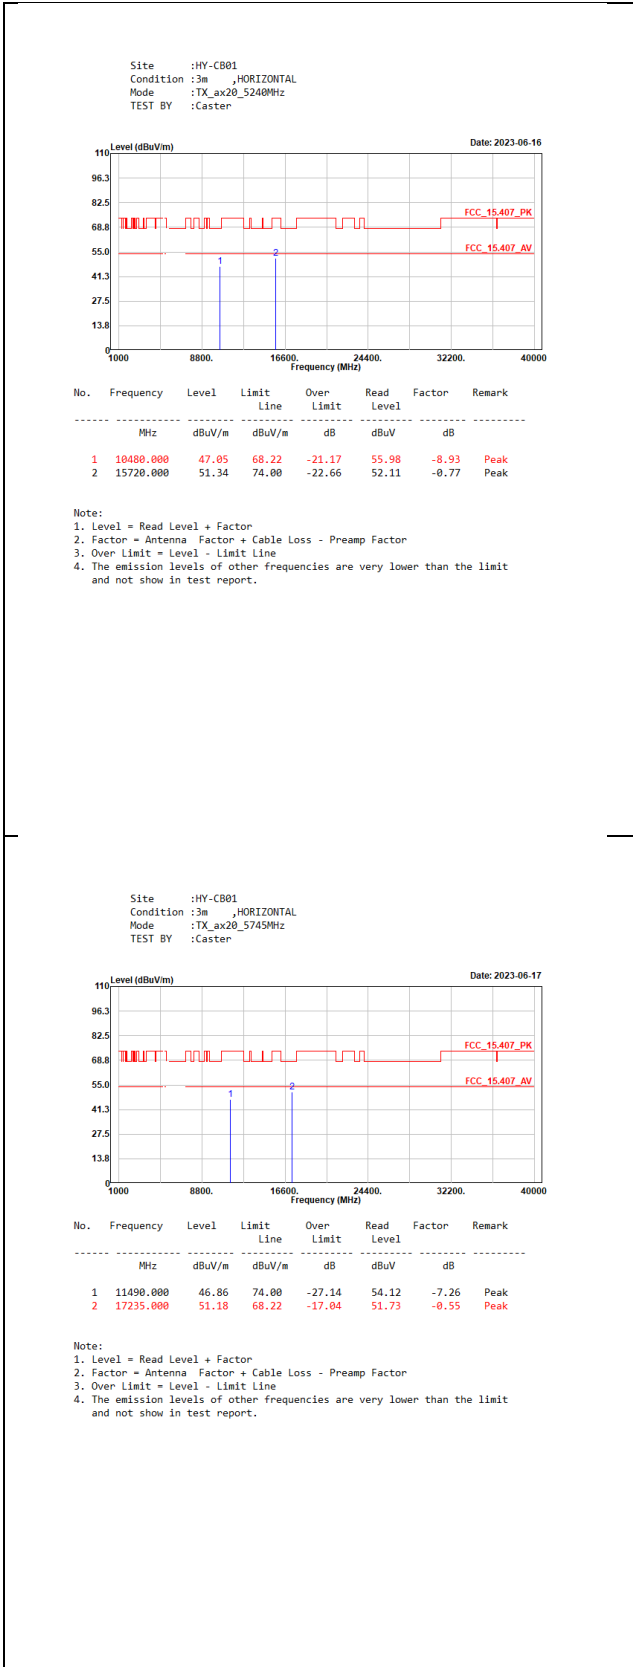 Site :HY-CB01
Condition :3m ,HORIZONTAL
Mode :TX_ax20_5240MHz
TEST BY :Caster
Level (dBuV/m) Date: 2023-06-16
110
96.3
82.5
FCC_15.407_PK
68.8
55.0 FCC_15.407_AV
2
1
41.3
27.5
13.8
0
1000 8800. 16600. 24400. 32200. 40000
Frequency (MHz)
No. Frequency Level Limit Over Read Factor Remark
Line Limit Level
------ ----------- -------- --------- --------- --------- -------- ---------
MHz dBuV/m dBuV/m dB dBuV dB
1 10480.000 47.05 68.22 -21.17 55.98 -8.93 Peak
2 15720.000 51.34 74.00 -22.66 52.11 -0.77 Peak
Note:
1. Level = Read Level + Factor
2. Factor = Antenna Factor + Cable Loss - Preamp Factor
3. Over Limit = Level - Limit Line
4. The emission levels of other frequencies are very lower than the limit
and not show in test report.
Site :HY-CB01
Condition :3m ,HORIZONTAL
Mode :TX_ax20_5745MHz
TEST BY :Caster
Level (dBuV/m) Date: 2023-06-17
110
96.3
82.5
FCC_15.407_PK
68.8
55.0 FCC_15.407_AV
2
1
41.3
27.5
13.8
0
1000 8800. 16600. 24400. 32200. 40000
Frequency (MHz)
No. Frequency Level Limit Over Read Factor Remark
Line Limit Level
------ ----------- -------- --------- --------- --------- -------- ---------
MHz dBuV/m dBuV/m dB dBuV dB
1 11490.000 46.86 74.00 -27.14 54.12 -7.26 Peak
2 17235.000 51.18 68.22 -17.04 51.73 -0.55 Peak
Note:
1. Level = Read Level + Factor
2. Factor = Antenna Factor + Cable Loss - Preamp Factor
3. Over Limit = Level - Limit Line
4. The emission levels of other frequencies are very lower than the limit
and not show in test report.